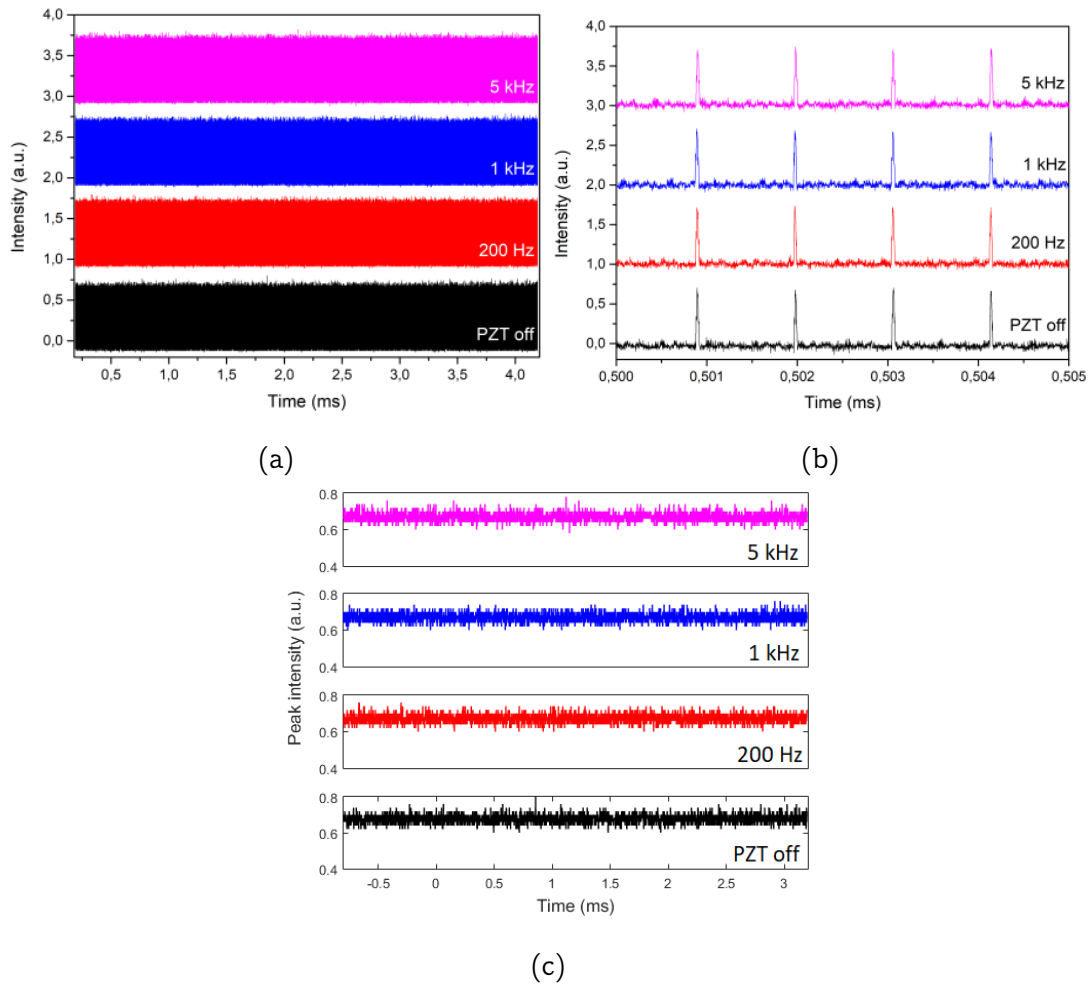 4,0
3,5
3,0
2,5
2,0
1,5
1,0
0,5
0,0
Intensity (a.u.)
5 kHz
1 kHz
200 Hz
PZT off
0,5 1,0 1,5 2,0 2,5 3,0 3,5 4,0
Time (ms)
(a)
4,0
3,5
3,0
2,5
2,0
1,5
1,0
0,5
0,0
Intensity (a.u.)
5 kHz
1 kHz
200 Hz
PZT off
0,500 0,501 0,502 0,503 0,504 0,505
Time (ms)
(b)
Peak intensity (a.u.)
0.8
0.6
0.4
5 kHz
0.8
0.6
0.4
1 kHz
0.8
0.6
0.4
200 Hz
0.8
0.6
0.4
PZT off
-0.5 0 0.5 1 1.5 2 2.5 3
Time (ms)
(c)